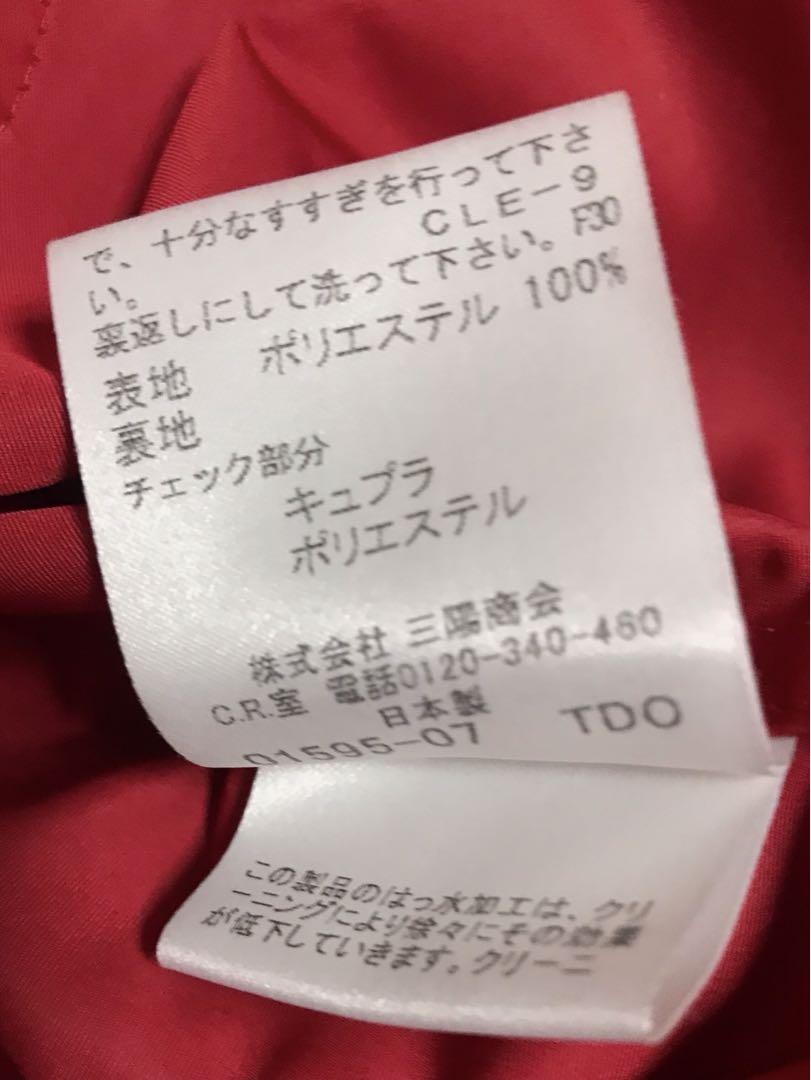 で、十分なすすぎを行って下さ
い。 CLE-9
裏返しにして洗って下さい。F30
表地 ポリエステル 100%
裏地
チェック部分
キュプラ
ポリエステル
株式会社 三陽商会
C.R.室 電話0120-340-460
日本製
01595-07 TDO
この製品のはっ水加工は、クリ
ーニングにより徐々にその効果
が低下していきます。クリーニ